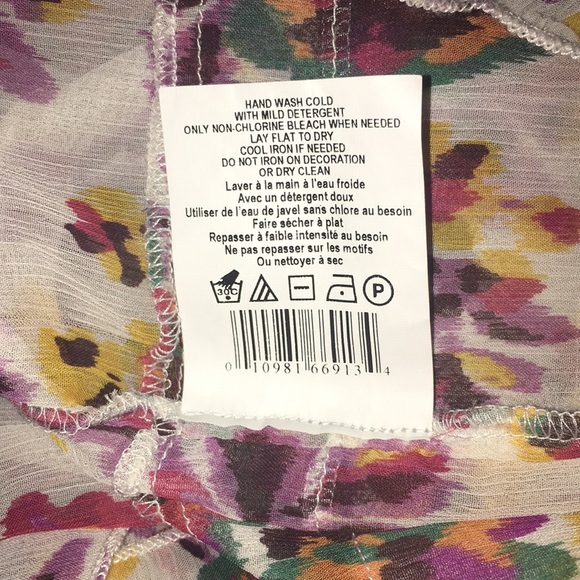 HAND WASH COLD
WITH MILD DETERGENT
ONLY NON-CHLORINE BLEACH WHEN NEEDED
LAY FLAT TO DRY
COOL IRON IF NEEDED
DO NOT IRON ON DECORATION
OR DRY CLEAN
Laver à la main à l'eau froide
Avec un détergent doux
Utiliser de l'eau de javel sans chlore au besoin
Faire sécher à plat
Repasser à faible intensité au besoin
Ne pas repasser sur les motifs
Ou nettoyer à sec
30C P
0 10981 66913 4